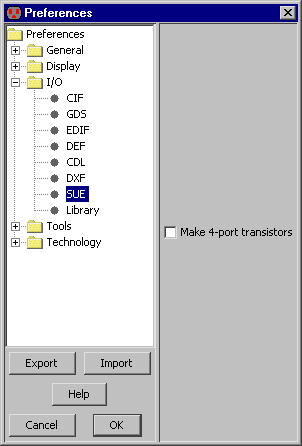 Preferences
Preferences
General
Display
I/O
CIF
GDS
EDIF
DEF
CDL
DXF
SUE
Library
Tools
Technology
Make 4-port transistors
Export
Import
Help
Cancel
OK